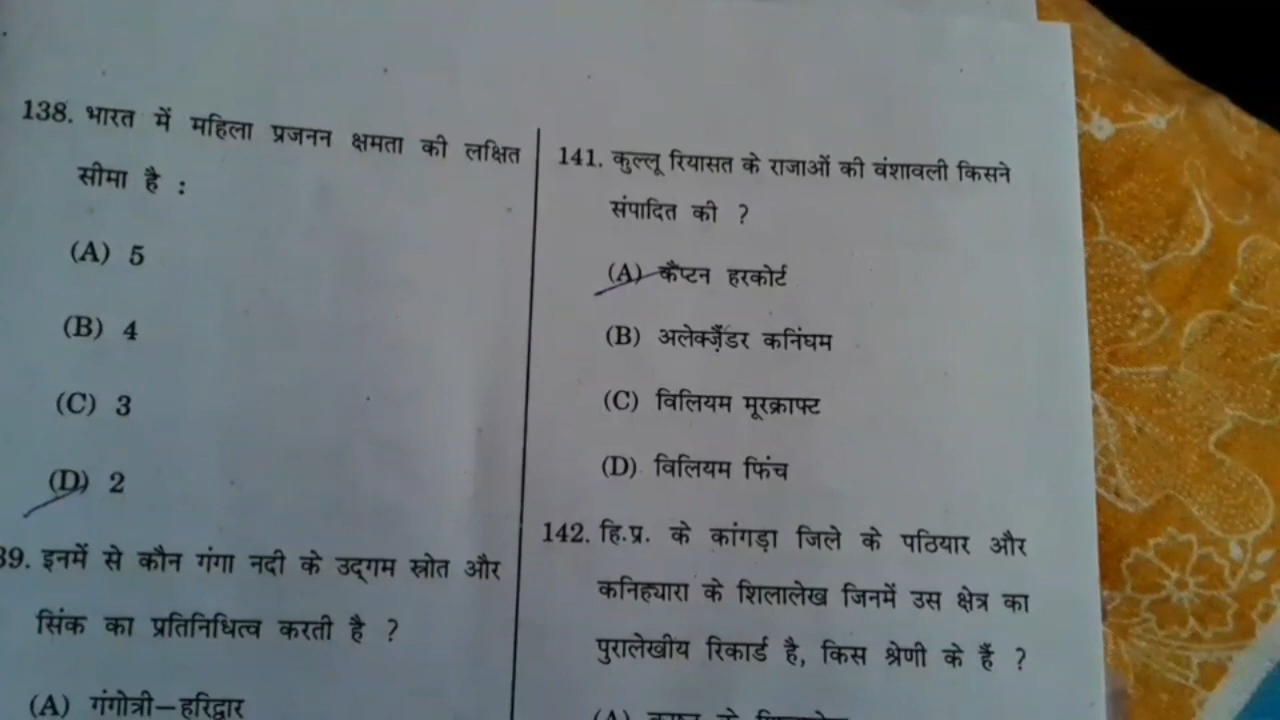 138. भारत में महिला प्रजनन क्षमता की लक्षित
सीमा है :
(A) 5
(B) 4
(C) 3
(D) 2
39. इनमें से कौन गंगा नदी के उद्गम स्रोत और
सिंक का प्रतिनिधित्व करती है ?
(A) गंगोत्री–हरिद्वार
141. कुल्लू रियासत के राजाओं की वंशावली किसने
संपादित की ?
(A) कैप्टन हरकोर्ट
(B) अलेक्ज़ैंडर कनिंघम
(C) विलियम मूरक्राफ्ट
(D) विलियम फिंच
142. हि.प्र. के कांगड़ा जिले के पठियार और
कनिह्यारा के शिलालेख जिनमें उस क्षेत्र का
पुरालेखीय रिकार्ड है, किस श्रेणी के हैं ?
(A)